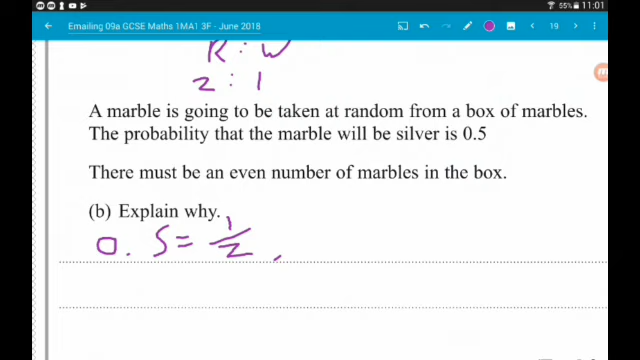 55% 11:01
Emailing 09a GCSE Maths 1MA1 3F - June 2018
19
R : W
2 : 1
A marble is going to be taken at random from a box of marbles.
The probability that the marble will be silver is 0.5
There must be an even number of marbles in the box.
(b) Explain why.
0.5 = 1/2